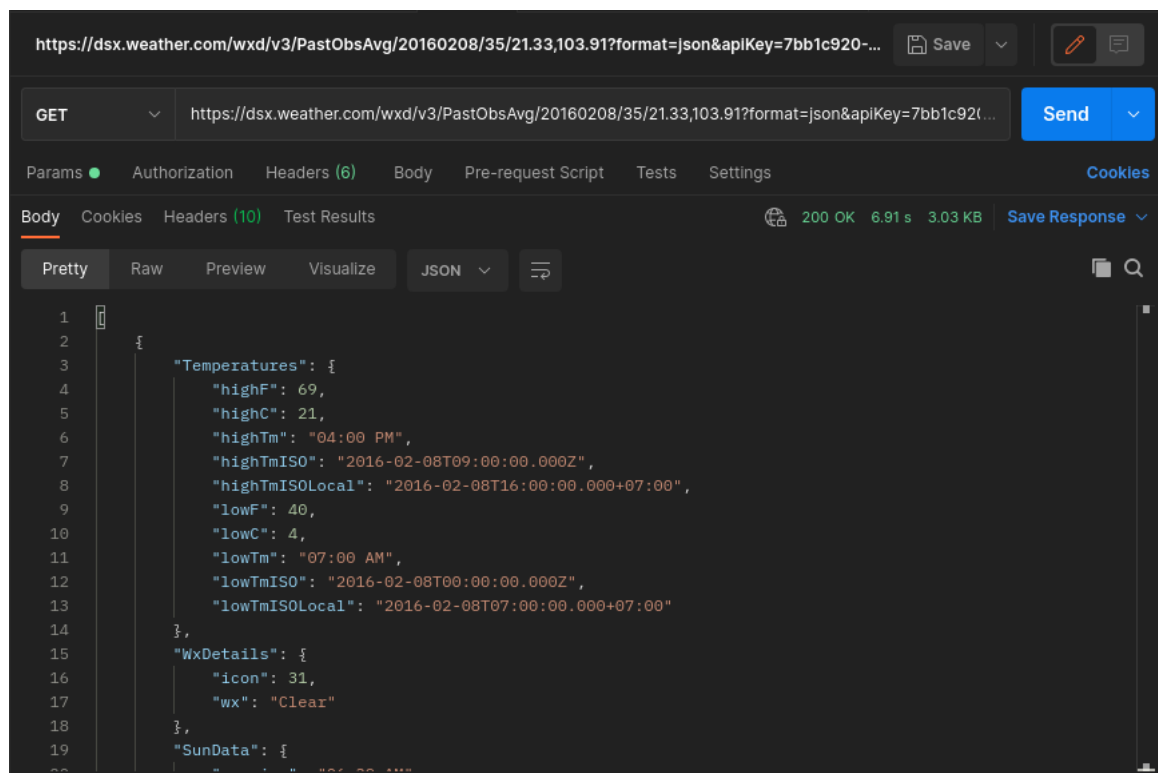 https://dsx.weather.com/wxd/v3/PastObsAvg/20160208/35/21.33,103.91?format=json&apiKey=7bb1c920-... Save
GET https://dsx.weather.com/wxd/v3/PastObsAvg/20160208/35/21.33,103.91?format=json&apiKey=7bb1c92(... Send
Params Authorization Headers (6) Body Pre-request Script Tests Settings Cookies
Body Cookies Headers (10) Test Results 200 OK 6.91 s 3.03 KB Save Response
Pretty Raw Preview Visualize JSON
1 [
2 {
3 "Temperatures": {
4 "highF": 69,
5 "highC": 21,
6 "highTm": "04:00 PM",
7 "highTmISO": "2016-02-08T09:00:00.000Z",
8 "highTmISOLocal": "2016-02-08T16:00:00.000+07:00",
9 "lowF": 40,
10 "lowC": 4,
11 "lowTm": "07:00 AM",
12 "lowTmISO": "2016-02-08T00:00:00.000Z",
13 "lowTmISOLocal": "2016-02-08T07:00:00.000+07:00"
14 },
15 "WxDetails": {
16 "icon": 31,
17 "wx": "Clear"
18 },
19 "SunData": {